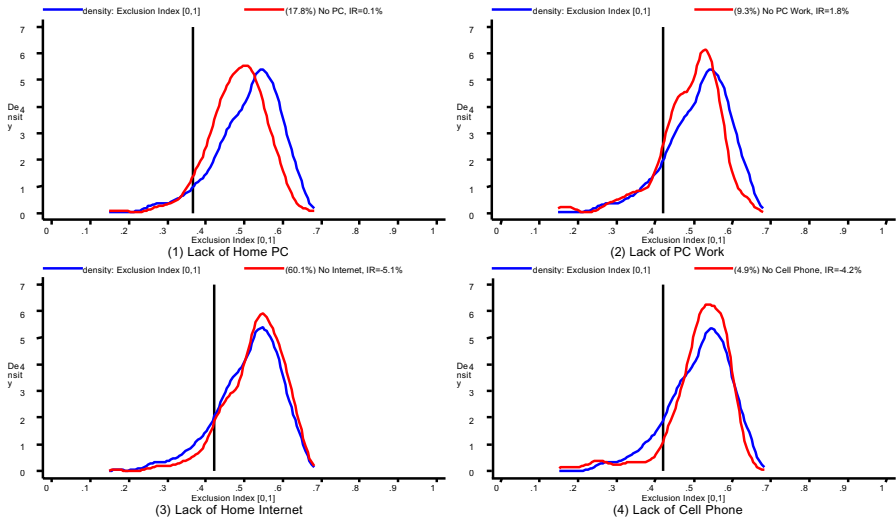 density: Exclusion Index [0,1] (17.8%) No PC, IR=0.1%
7
6
5
De4
nsit
y
3
2
1
0
0 .1 .2 .3 .4 .5 .6 .7 .8 .9 1
Exclusion Index [0,1]
(1) Lack of Home PC
density: Exclusion Index [0,1] (9.3%) No PC Work, IR=1.8%
7
6
5
De4
nsit
y
3
2
1
0
0 .1 .2 .3 .4 .5 .6 .7 .8 .9 1
Exclusion Index [0,1]
(2) Lack of PC Work
density: Exclusion Index [0,1] (60.1%) No Internet, IR=-5.1%
7
6
5
De4
nsit
y
3
2
1
0
0 .1 .2 .3 .4 .5 .6 .7 .8 .9 1
Exclusion Index [0,1]
(3) Lack of Home Internet
density: Exclusion Index [0,1] (4.9%) No Cell Phone, IR=-4.2%
7
6
5
De4
nsit
y
3
2
1
0
0 .1 .2 .3 .4 .5 .6 .7 .8 .9 1
Exclusion Index [0,1]
(4) Lack of Cell Phone